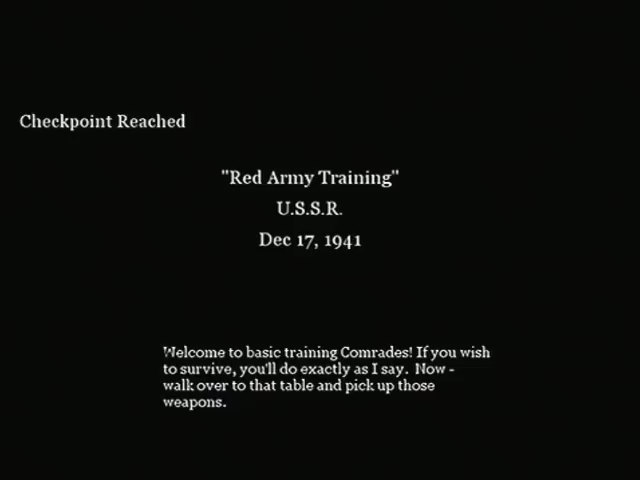 Checkpoint Reached
"Red Army Training"
U.S.S.R.
Dec 17, 1941
Welcome to basic training Comrades! If you wish
to survive, you'll do exactly as I say.  Now -
walk over to that table and pick up those
weapons.